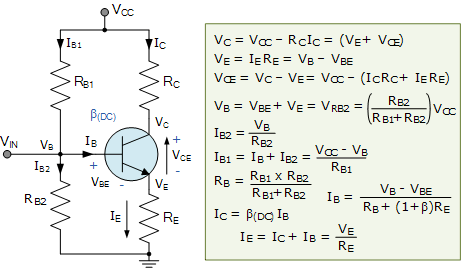 VCC
IB1
IC
RB1
RC
β(DC)
VC
VIN
VB
IB
+
+
VCE
IB2
VBE
-
-
VE
RB2
IE
RE
VC = VCC − RCIC = (VE + VCE)
VE = IERE = VB − VBE
VCE = VC − VE = VCC − (ICRC + IERE)
VB = VBE + VE = VRB2 = (RB2 / RB1+RB2) VCC
IB2 = VB / RB2
IB1 = IB + IB2 = VCC − VB / RB1
RB = RB1 x RB2 / RB1+RB2
IB = VB − VBE / RB + (1+β)RE
IC = β(DC) IB
IE = IC + IB = VE / RE